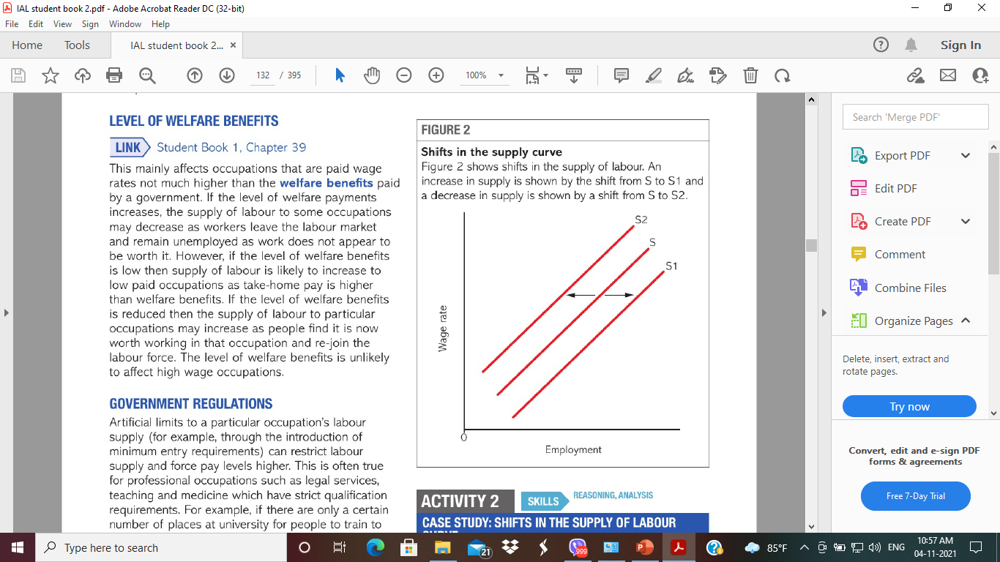 IAL student book 2.pdf - Adobe Acrobat Reader DC (32-bit)
File Edit View Sign Window Help
Home Tools IAL student book 2... ×
Sign In
132 / 395
100%
LEVEL OF WELFARE BENEFITS
LINK Student Book 1, Chapter 39
This mainly affects occupations that are paid wage
rates not much higher than the welfare benefits paid
by a government. If the level of welfare payments
increases, the supply of labour to some occupations
may decrease as workers leave the labour market
and remain unemployed as work does not appear to
be worth it. However, if the level of welfare benefits
is low then supply of labour is likely to increase to
low paid occupations as take-home pay is higher
than welfare benefits. If the level of welfare benefits
is reduced then the supply of labour to particular
occupations may increase as people find it is now
worth working in that occupation and re-join the
labour force. The level of welfare benefits is unlikely
to affect high wage occupations.
GOVERNMENT REGULATIONS
Artificial limits to a particular occupation's labour
supply (for example, through the introduction of
minimum entry requirements) can restrict labour
supply and force pay levels higher. This is often true
for professional occupations such as legal services,
teaching and medicine which have strict qualification
requirements. For example, if there are only a certain
number of places at university for people to train to
FIGURE 2
Shifts in the supply curve
Figure 2 shows shifts in the supply of labour. An
increase in supply is shown by the shift from S to S1 and
a decrease in supply is shown by a shift from S to S2.
S2
S
S1
Wage rate
O
Employment
ACTIVITY 2 SKILLS REASONING, ANALYSIS
CASE STUDY: SHIFTS IN THE SUPPLY OF LABOUR
CURVE
Search 'Merge PDF'
Export PDF
Edit PDF
Create PDF
Comment
Combine Files
Organize Pages
Delete, insert, extract and
rotate pages.
Try now
Convert, edit and e-sign PDF
forms & agreements
Free 7-Day Trial
Type here to search
21
999
85°F
ENG
10:57 AM
04-11-2021